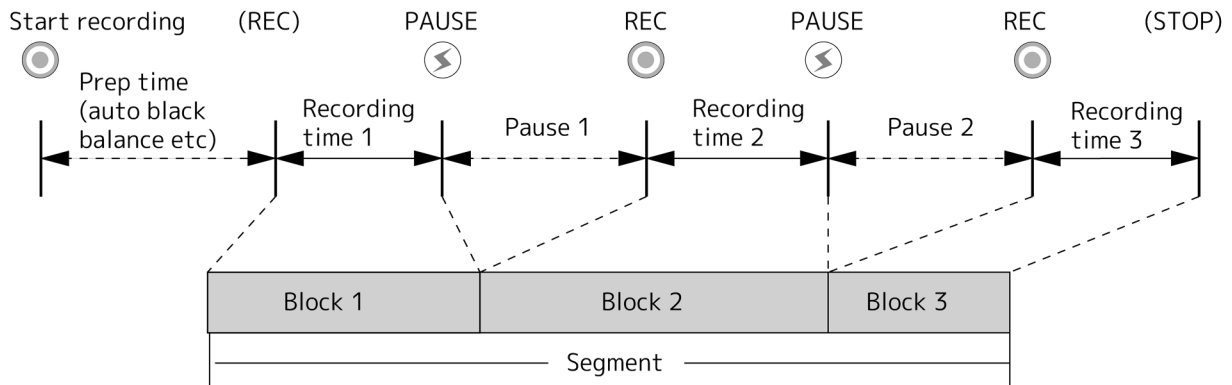 Start recording (REC) PAUSE REC PAUSE REC (STOP)
Prep time
(auto black
balance etc)
Recording
time 1
Pause 1
Recording
time 2
Pause 2
Recording
time 3
Block 1 Block 2 Block 3
Segment